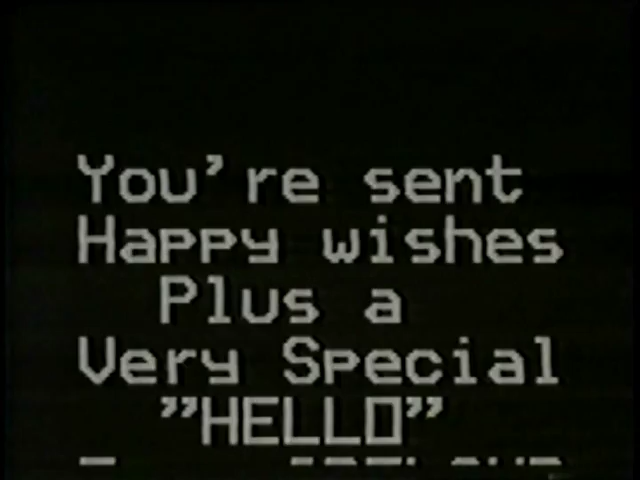 You're sent
Happy wishes
Plus a
Very Special
"HELLO"